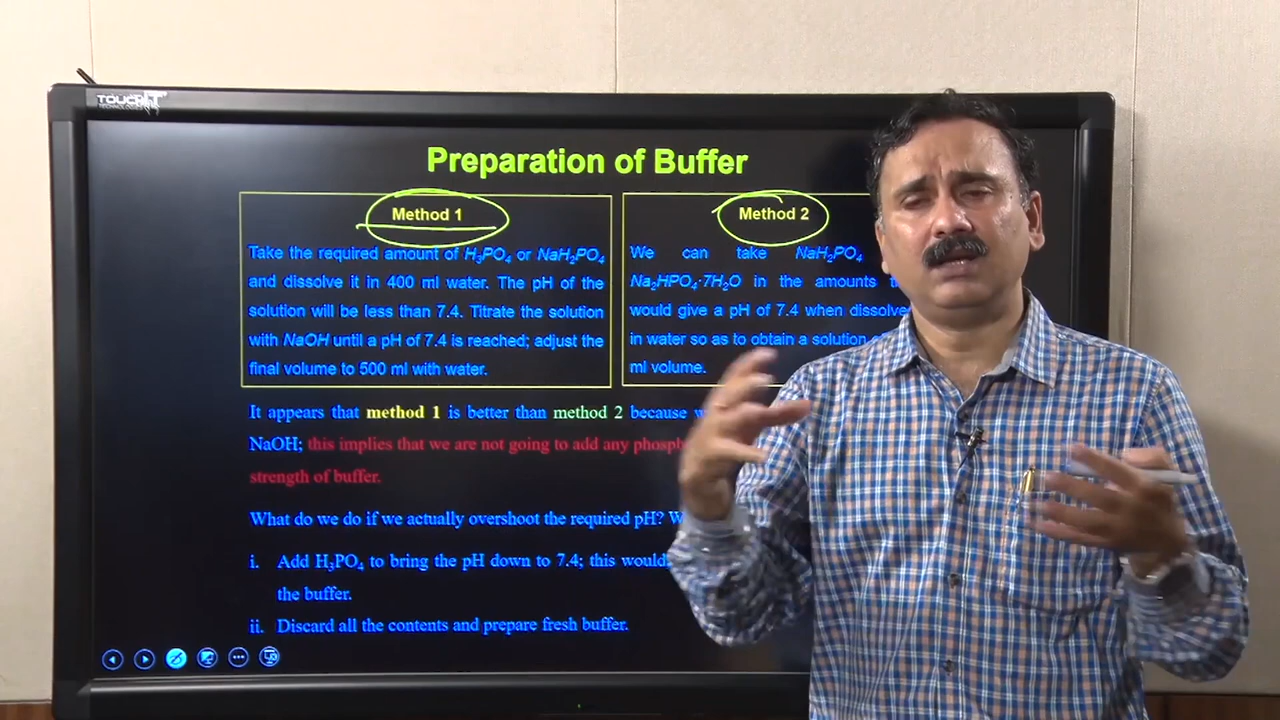 TOUCH IT
TECHNOLOGIES
Preparation of Buffer
Method 1
Take the required amount of H₃PO₄ or NaH₂PO₄
and dissolve it in 400 ml water. The pH of the
solution will be less than 7.4. Titrate the solution
with NaOH until a pH of 7.4 is reached; adjust the
final volume to 500 ml with water.
Method 2
We can take NaH₂PO₄
Na₂HPO₄·7H₂O in the amounts
would give a pH of 7.4 when dissolved
in water so as to obtain a solution
ml volume.
It appears that method 1 is better than method 2 because
NaOH; this implies that we are not going to add any
strength of buffer.
What do we do if we actually overshoot the required pH?
i. Add H₃PO₄ to bring the pH down to 7.4; this would
the buffer.
ii. Discard all the contents and prepare fresh buffer.